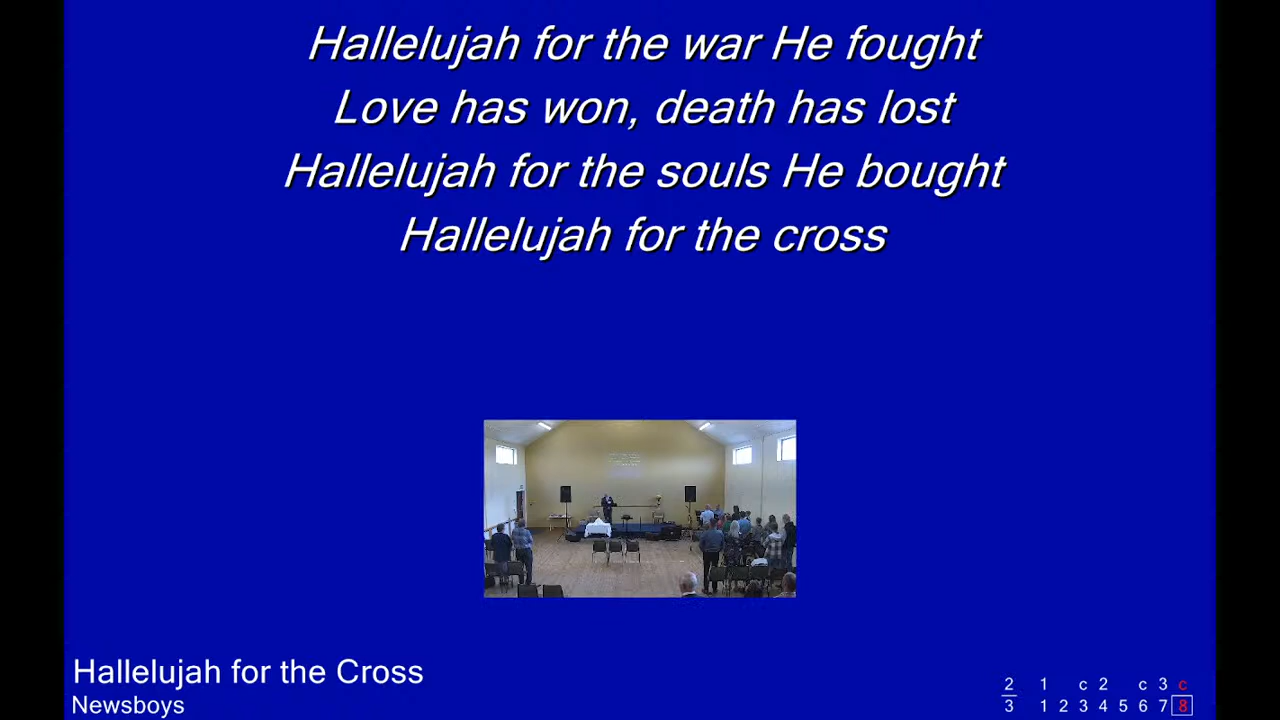 Hallelujah for the war He fought
Love has won, death has lost
Hallelujah for the souls He bought
Hallelujah for the cross
Hallelujah for the Cross
Newsboys
2 1 c 2 c 3 c
3 1 2 3 4 5 6 7 8